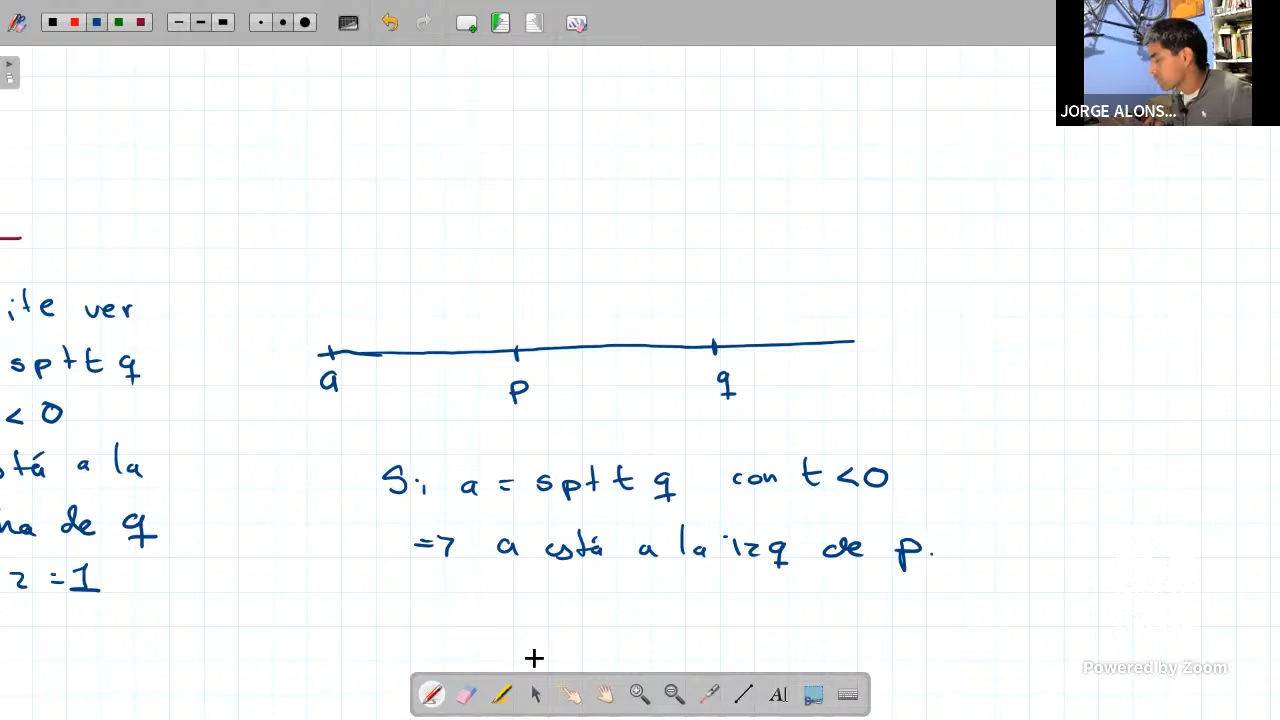 JORGE ALONS...
ite ver
sp+t q
< 0
stá a la
na de q
2 = 1
a p q
Si a = sp+t q con t < 0
=> a está a la izq de p.
Powered by Zoom